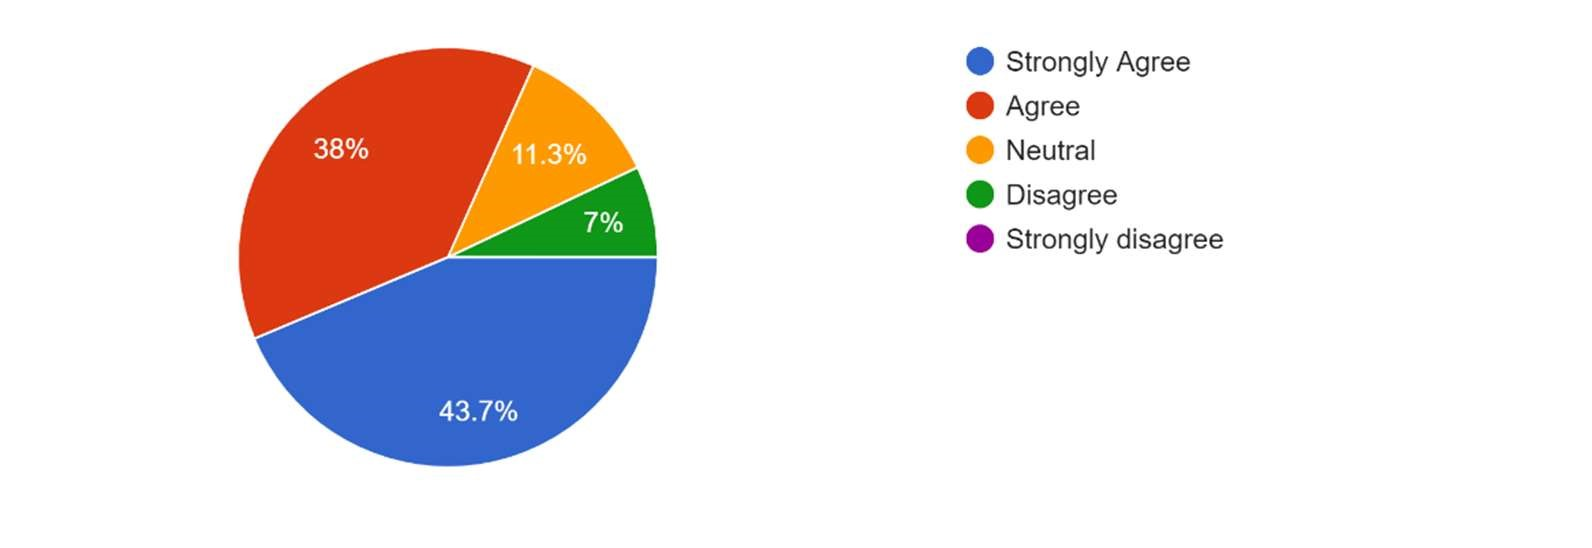 38%
11.3%
7%
43.7%
Strongly Agree
Agree
Neutral
Disagree
Strongly disagree